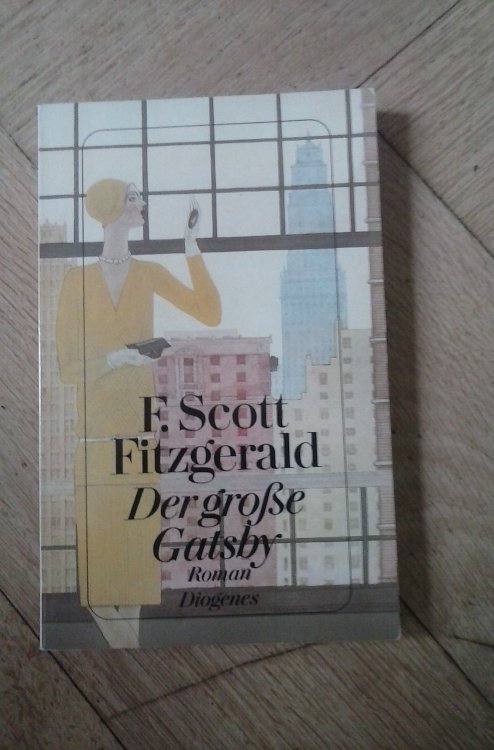 F. Scott
Fitzgerald
Der große
Gatsby
Roman
Diogenes